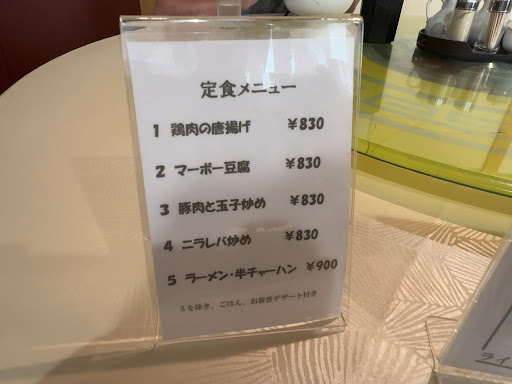 定食メニュー
1 鶏肉の唐揚げ ￥830
2 マーボー豆腐 ￥830
3 豚肉と玉子炒め ￥830
4 ニラレバ炒め ￥830
5 ラーメン・半チャーハン ￥900
5を除き、ごはん、お新香デザート付き
ライ